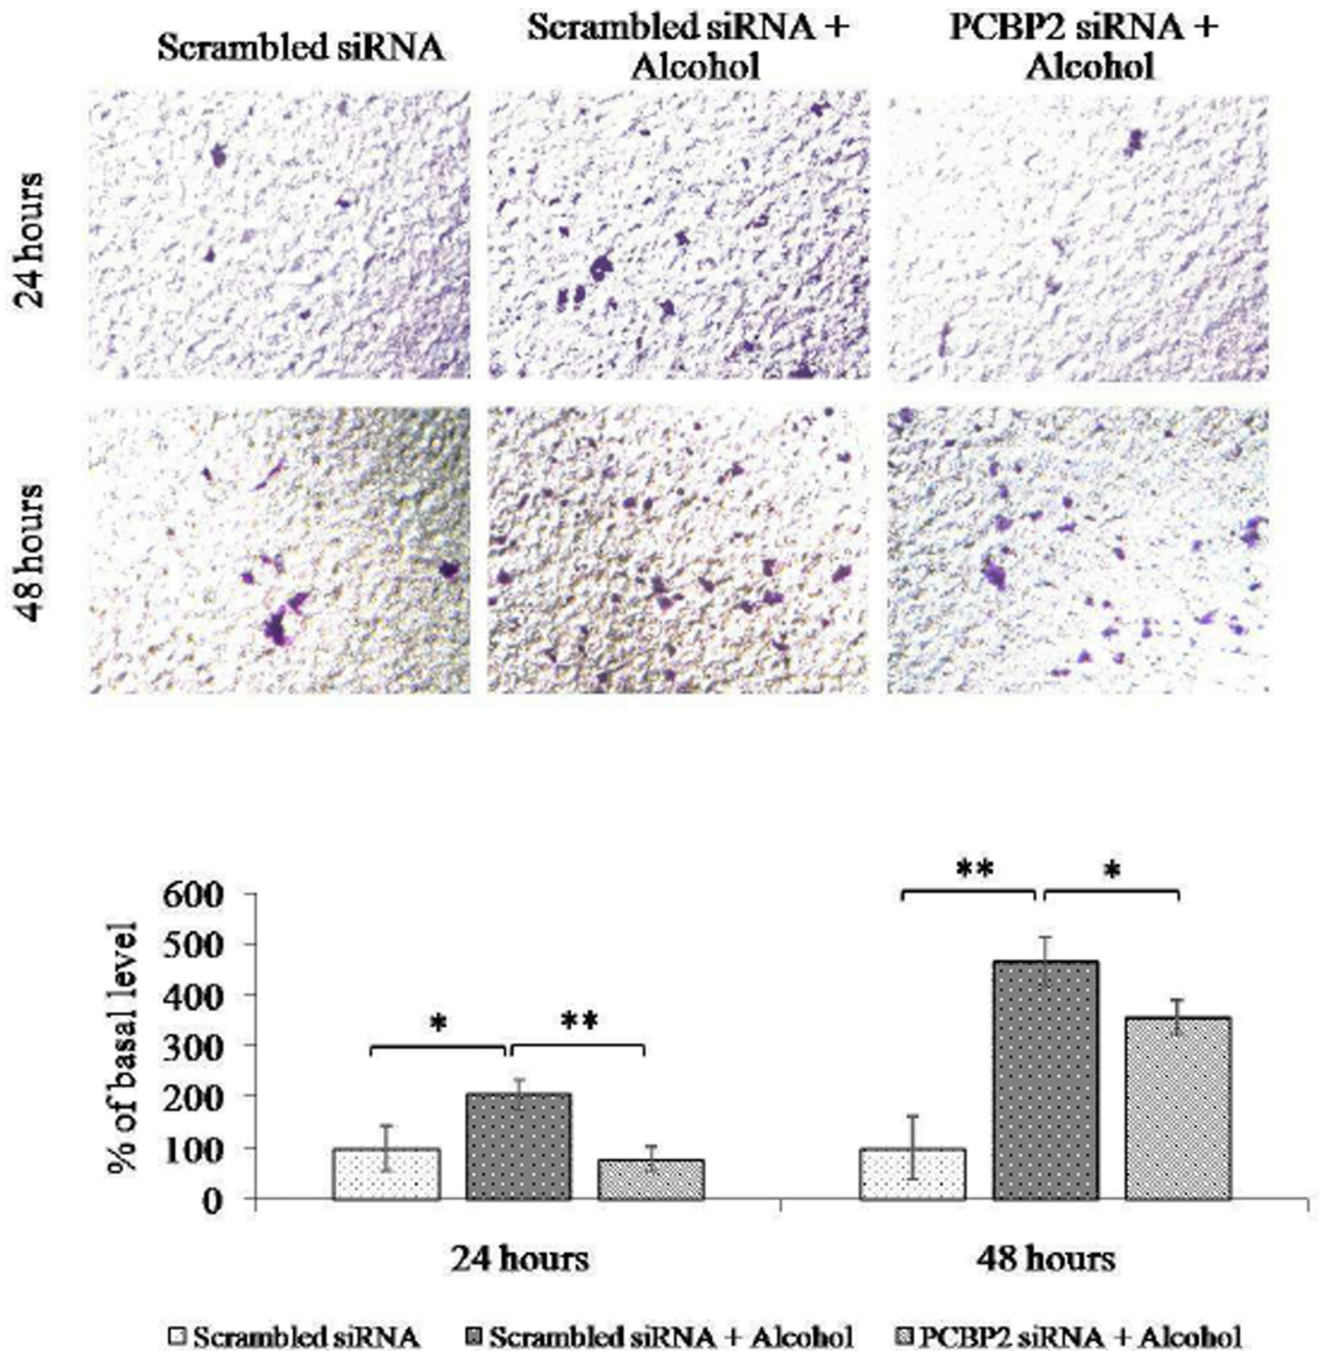 Scrambled siRNA
Scrambled siRNA +
Alcohol
PCBP2 siRNA +
Alcohol
24 hours
48 hours
% of basal level
600
500
400
300
200
100
0
*
**
**
*
24 hours
48 hours
Scrambled siRNA
Scrambled siRNA + Alcohol
PCBP2 siRNA + Alcohol